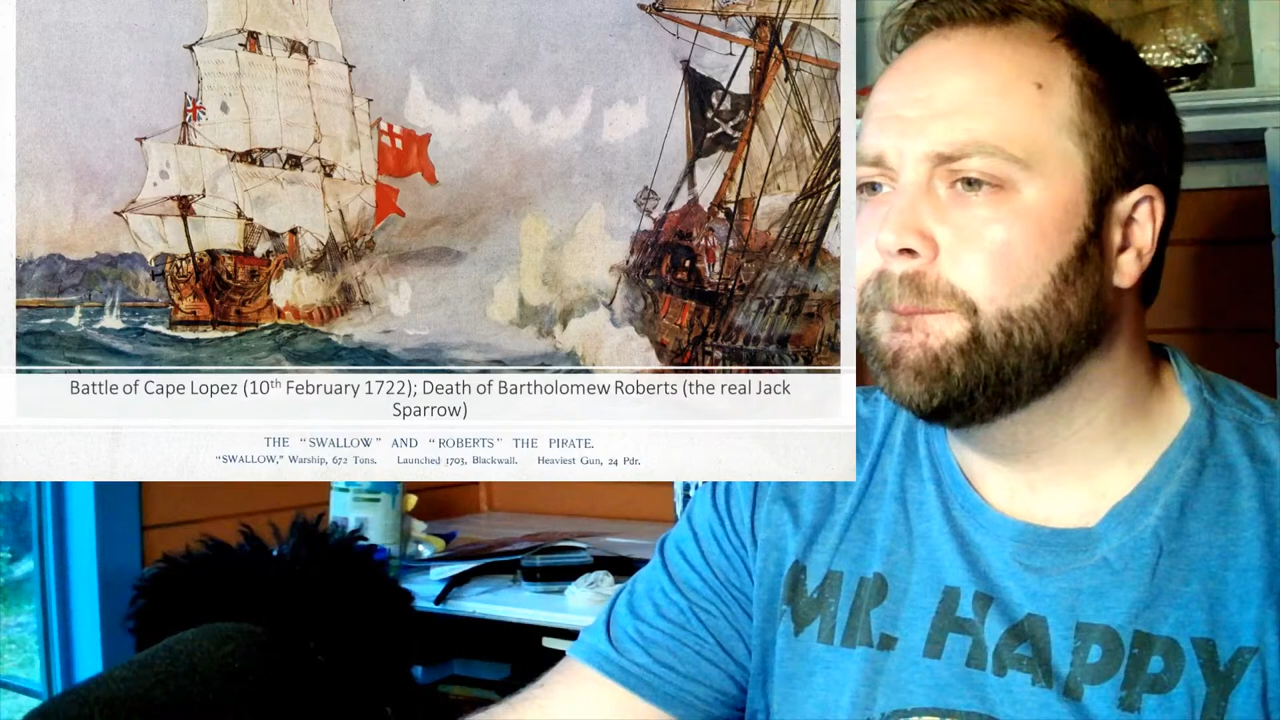 Battle of Cape Lopez (10th February 1722); Death of Bartholomew Roberts (the real Jack
Sparrow)
THE "SWALLOW" AND "ROBERTS" THE PIRATE.
"SWALLOW," Warship, 672 Tons. Launched 1703, Blackwall. Heaviest Gun, 24 Pdr.
MR. HAPPY